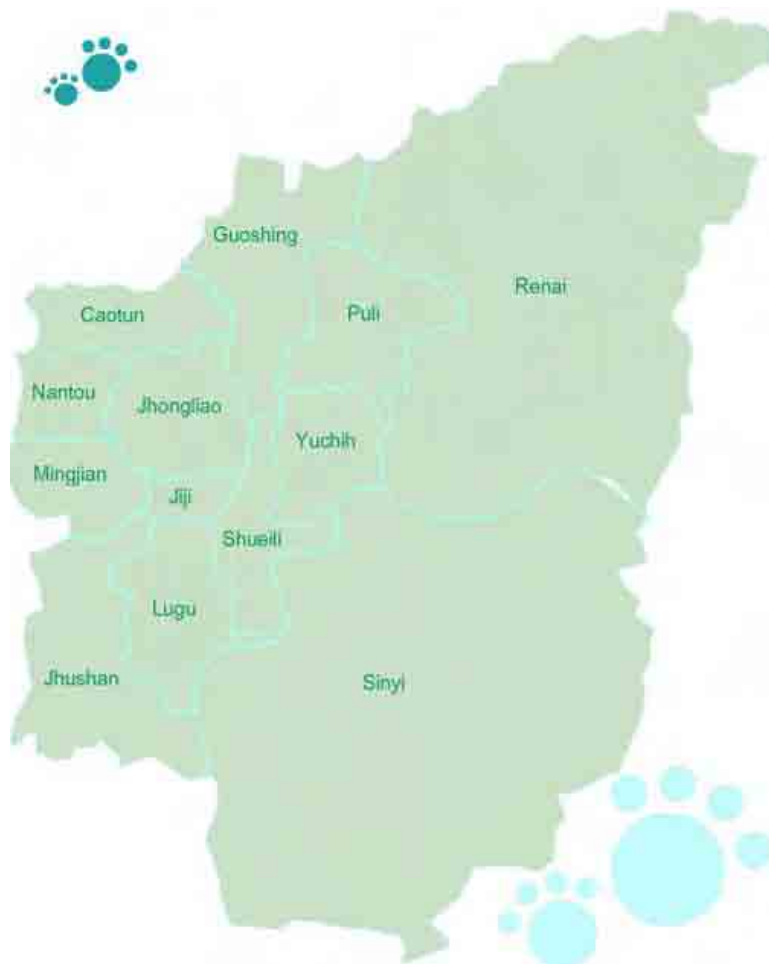 Guoshing
Renai
Caotun
Puli
Nantou
Jhongliao
Yuchih
Mingjian
Jiji
Shueili
Lugu
Jhushan
Sinyi